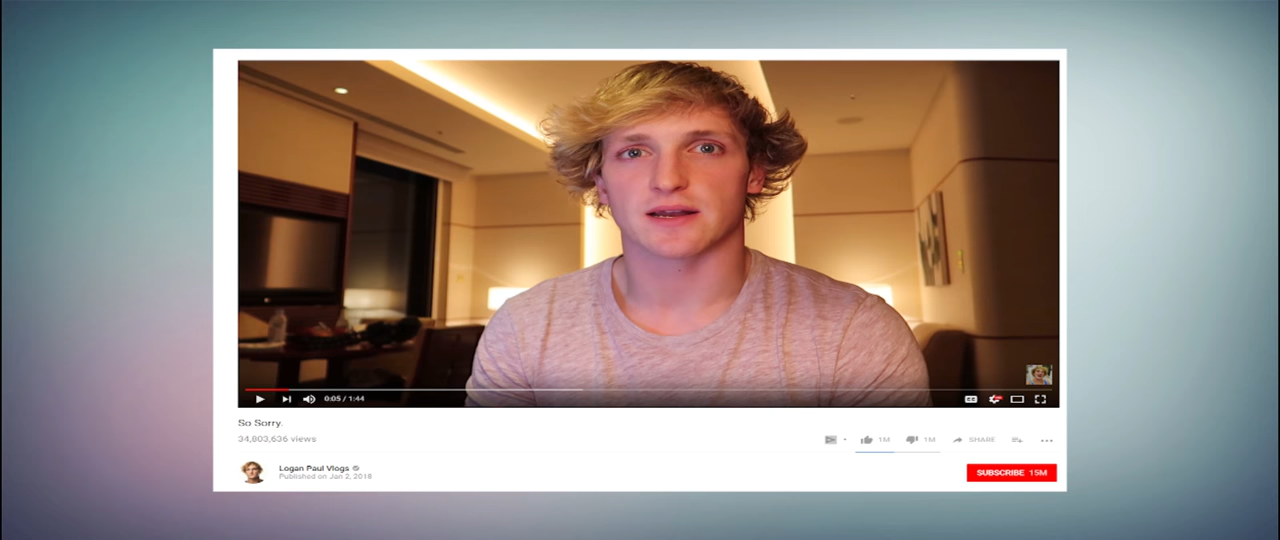 0:05 / 1:44
So Sorry.
34,803,636 views
1M
1M
SHARE
Logan Paul Vlogs
Published on Jan 2, 2018
SUBSCRIBE 15M